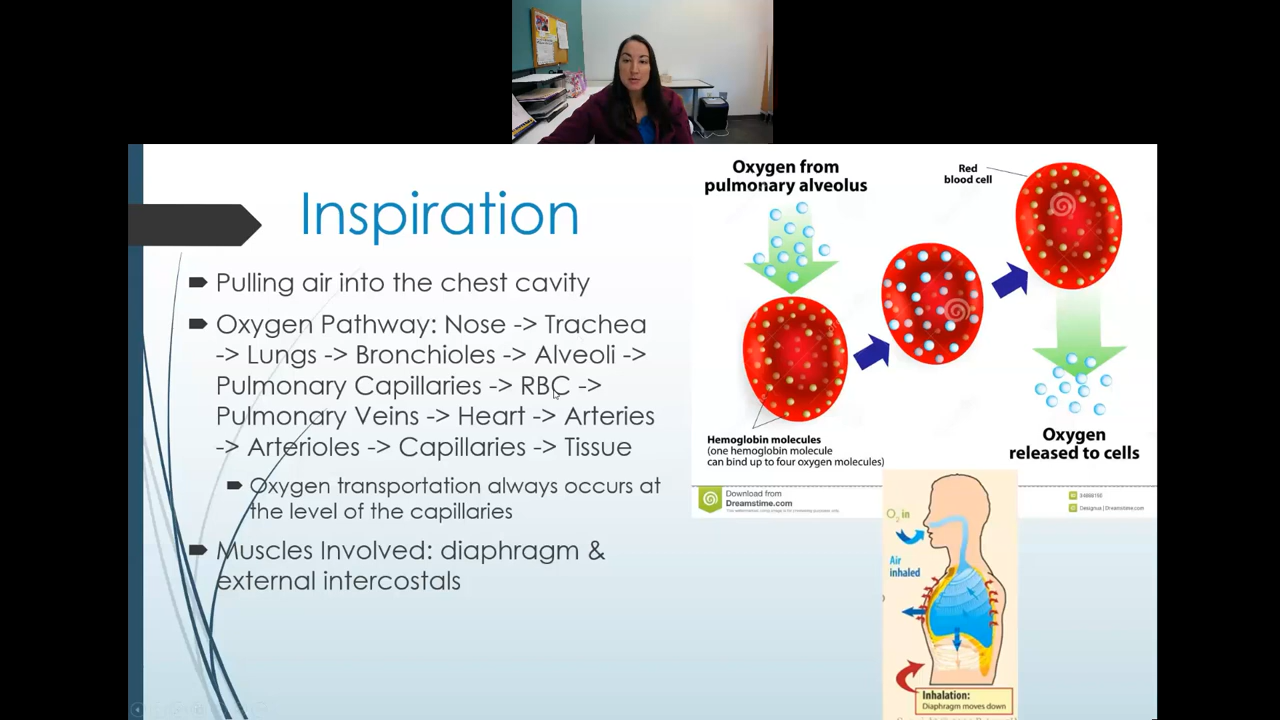 Inspiration
Pulling air into the chest cavity
Oxygen Pathway: Nose -> Trachea
-> Lungs -> Bronchioles -> Alveoli ->
Pulmonary Capillaries -> RBC ->
Pulmonary Veins -> Heart -> Arteries
-> Arterioles -> Capillaries -> Tissue
Oxygen transportation always occurs at
the level of the capillaries
Muscles Involved: diaphragm &
external intercostals
Oxygen from
pulmonary alveolus
Red
blood cell
Hemoglobin molecules
(one hemoglobin molecule
can bind up to four oxygen molecules)
Oxygen
released to cells
Download from
Dreamstime.com
Designua | Dreamstime.com
O2 in
Air
inhaled
Inhalation:
Diaphragm moves down